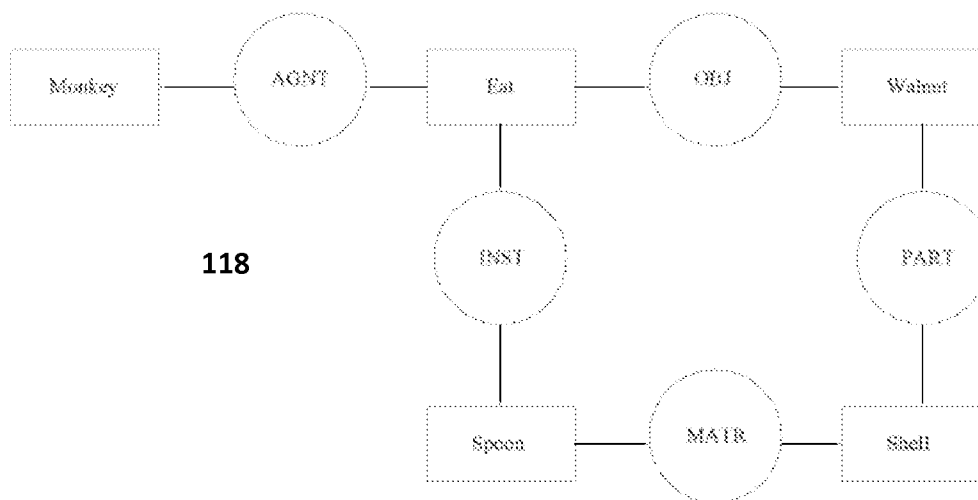 Monkey
AGNT
Eat
OBJ
Walnut
118
INST
PART
Spoon
MATR
Shell